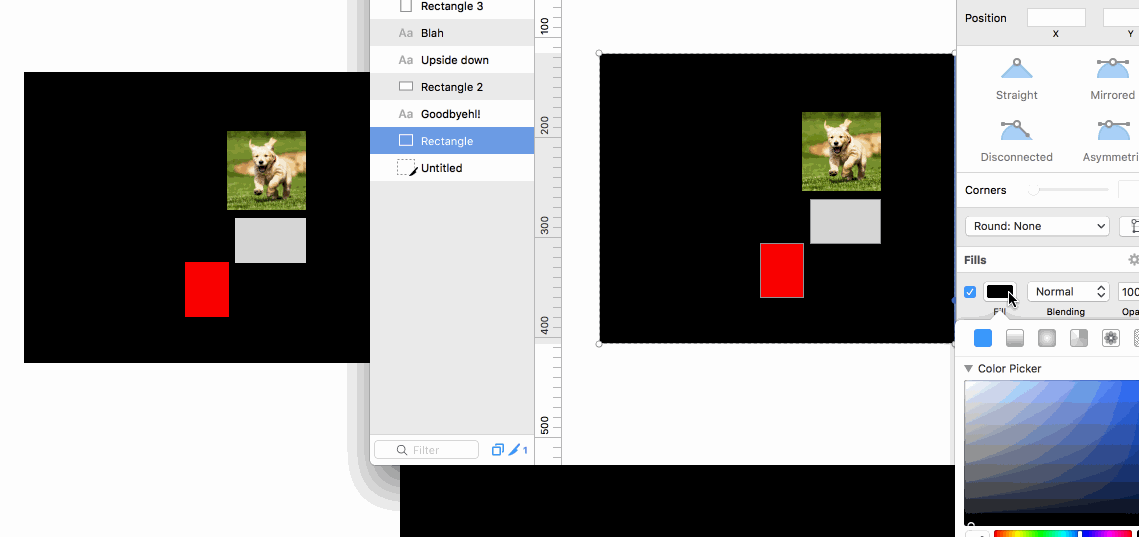 Rectangle 3
Aa Blah
Aa Upside down
Rectangle 2
Aa Goodbyeh!!
Rectangle
Untitled
Filter
1
100
200
300
400
500
Position
X
Y
Straight
Mirrored
Disconnected
Asymmetri
Corners
Round: None
Fills
Normal
100
Fill
Blending
Opa
Color Picker